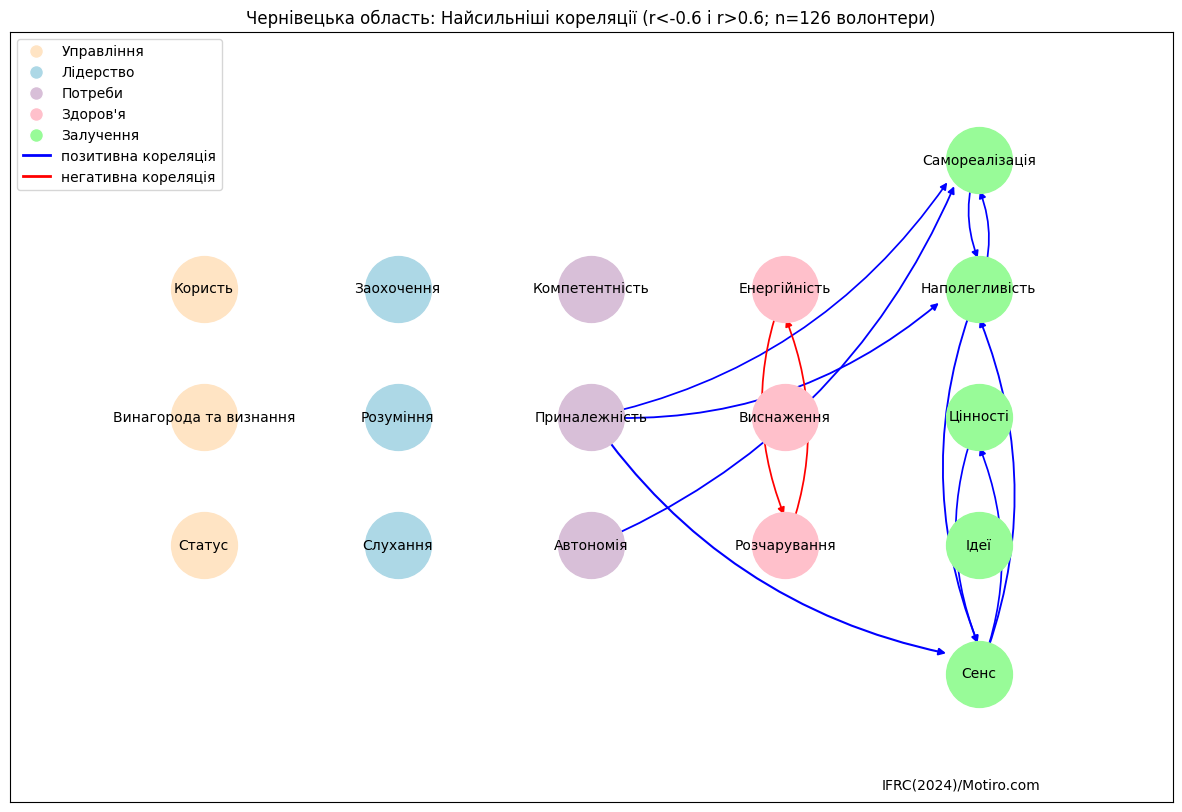 Чернівецька область: Найсильніші кореляції (r<-0.6 і r>0.6; n=126 волонтери)
Управління
Лідерство
Потреби
Здоров'я
Залучення
позитивна кореляція
негативна кореляція
Самореалізація
Користь
Заохочення
Компетентність
Енергійність
Наполегливість
Винагорода та визнання
Розуміння
Приналежність
Виснаження
Цінності
Статус
Слухання
Автономія
Розчарування
Ідеї
Сенс
IFRC(2024)/Motiro.com